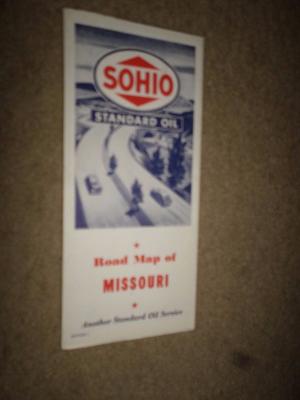 SOHIO
STANDARD OIL
Road Map of
MISSOURI
Another Standard Oil Service